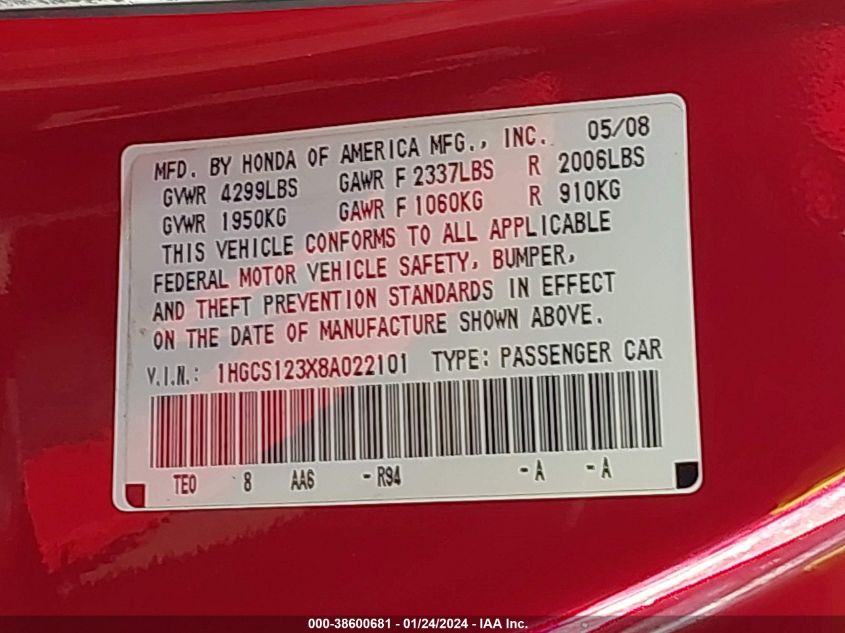 MFD. BY HONDA OF AMERICA MFG., INC. 05/08
GVWR 4299LBS GAWR F 2337LBS R 2006LBS
GVWR 1950KG GAWR F 1060KG R 910KG
THIS VEHICLE CONFORMS TO ALL APPLICABLE
FEDERAL MOTOR VEHICLE SAFETY, BUMPER,
AND THEFT PREVENTION STANDARDS IN EFFECT
ON THE DATE OF MANUFACTURE SHOWN ABOVE.
V.I.N.: 1HGCS123X8A022101 TYPE: PASSENGER CAR
TE0 8 AA6 - R94 - A - A
000-38600681 - 01/24/2024 - IAA Inc.